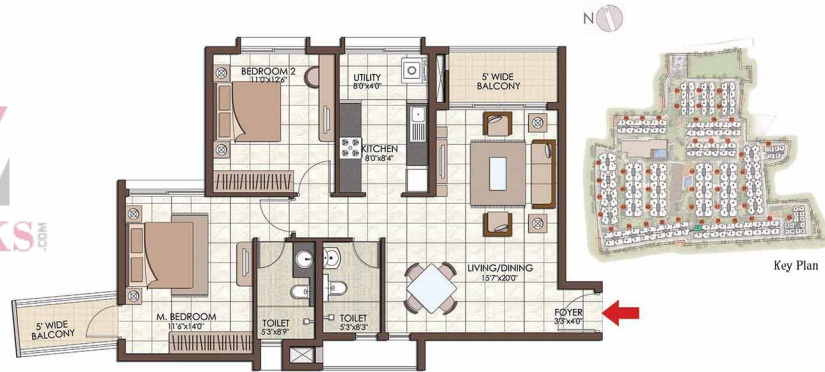 N
BEDROOM 2
11'0"x12'6"
UTILITY
8'0"x4'0"
5' WIDE
BALCONY
KITCHEN
8'0"x8'4"
LIVING/DINING
15'7"x20'0"
Key Plan
M. BEDROOM
11'6"x14'0"
TOILET
5'3"x8'9"
TOILET
5'3"x8'3"
FOYER
3'3"x4'0"
5' WIDE
BALCONY
.COM